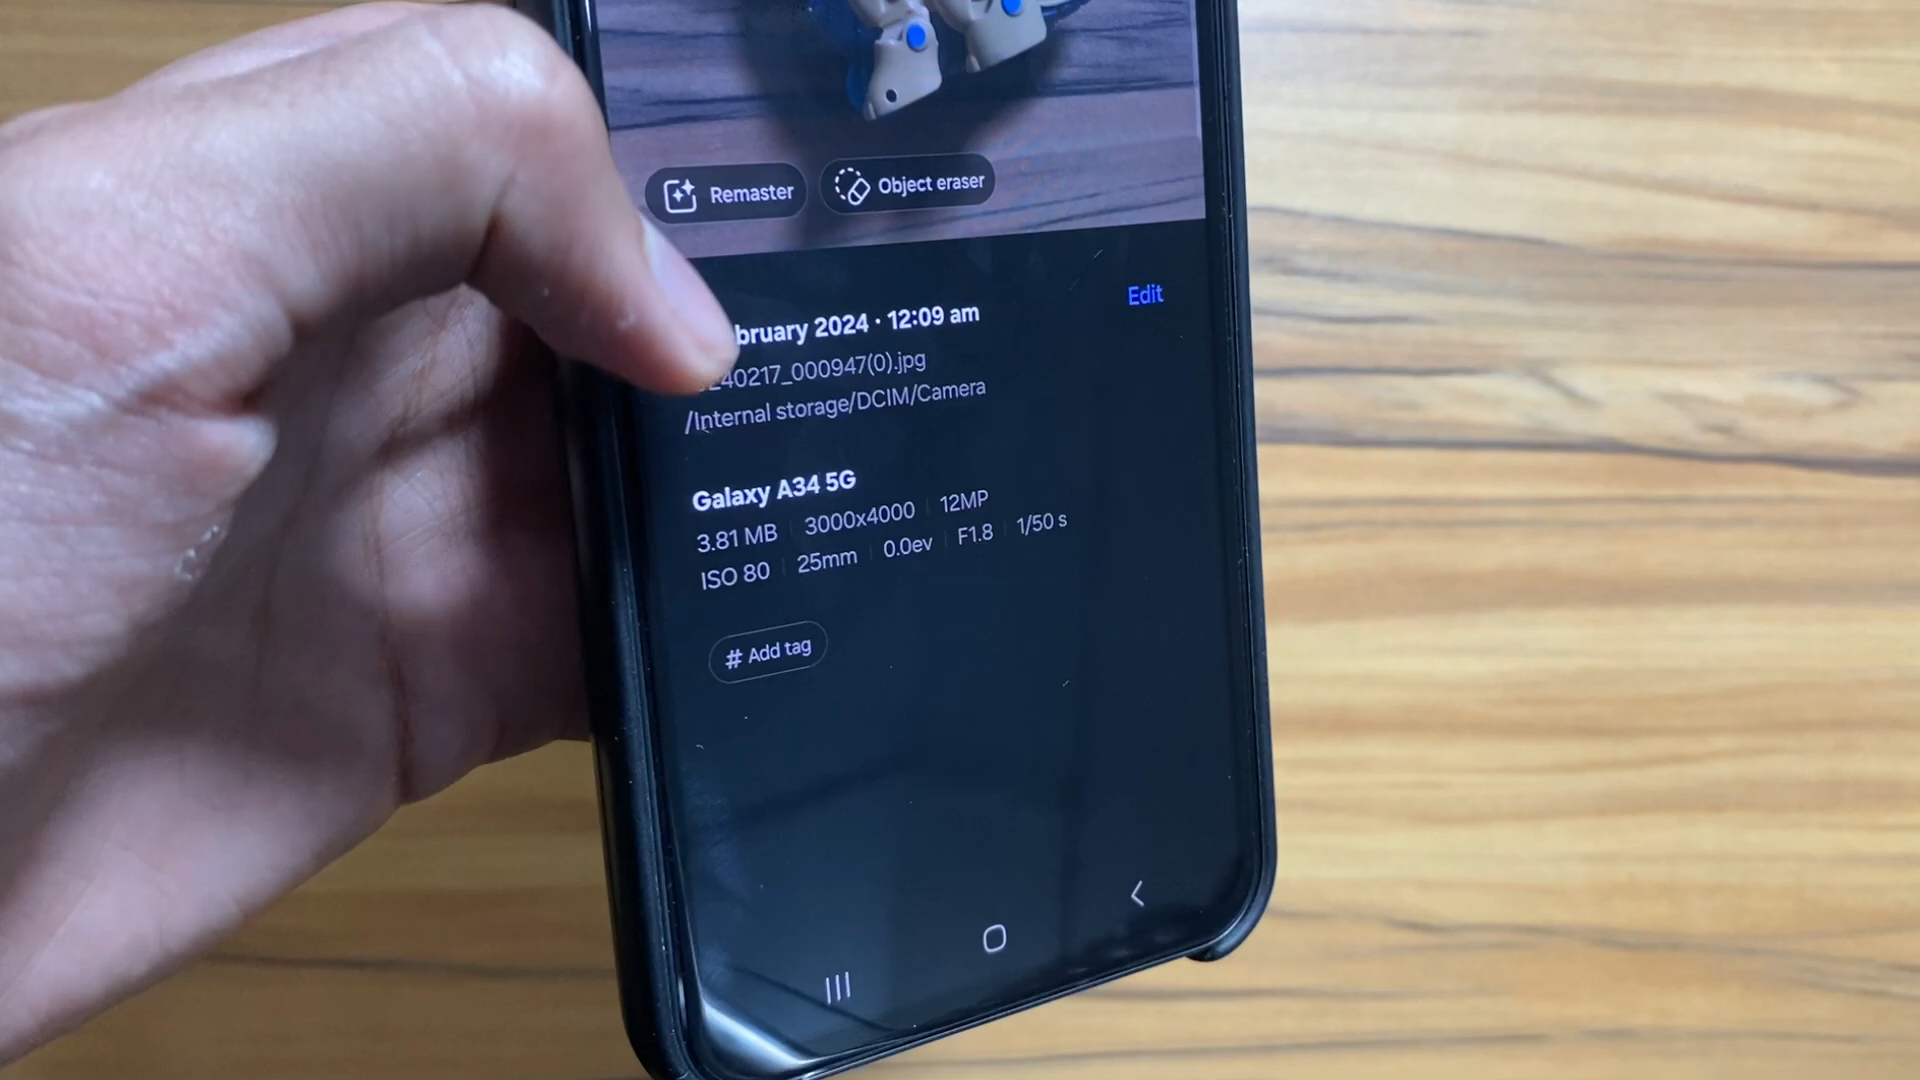 Remaster
Object eraser
Edit
bruary 2024 · 12:09 am
240217_000947(0).jpg
/Internal storage/DCIM/Camera
Galaxy A34 5G
3.81 MB 3000x4000 12MP
ISO 80 25mm 0.0ev F1.8 1/50 s
# Add tag